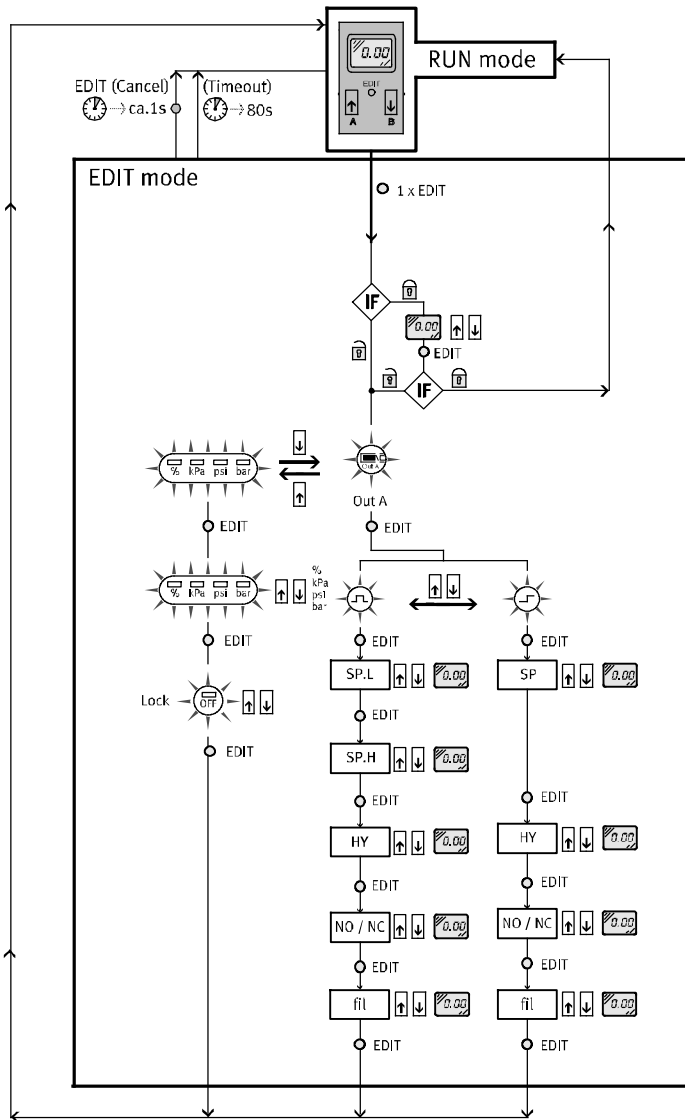 0.00
EDIT
A B
RUN mode
EDIT (Cancel)
→ ca.1s
(Timeout)
→ 80s
EDIT mode
1 x EDIT
IF
0.00
EDIT
IF
% kPa psi bar
Out A
Out A
EDIT
EDIT
% kPa psi bar
%
kPa
psi
bar
EDIT
EDIT
EDIT
Lock
OFF
SP.L
0.00
SP
0.00
EDIT
EDIT
SP.H
0.00
EDIT
EDIT
HY
0.00
HY
0.00
EDIT
EDIT
NO / NC
0.00
NO / NC
0.00
EDIT
EDIT
fil
0.00
fil
0.00
EDIT
EDIT